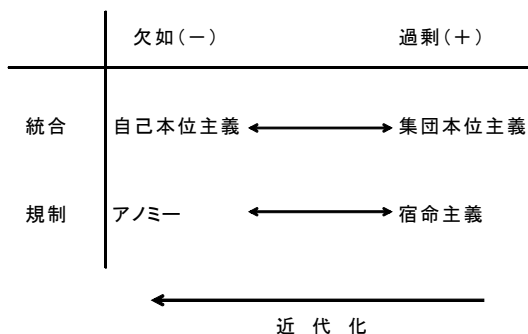 欠如(－) 過剰(＋)
統合 自己本位主義 集団本位主義
規制 アノミー 宿命主義
近代化